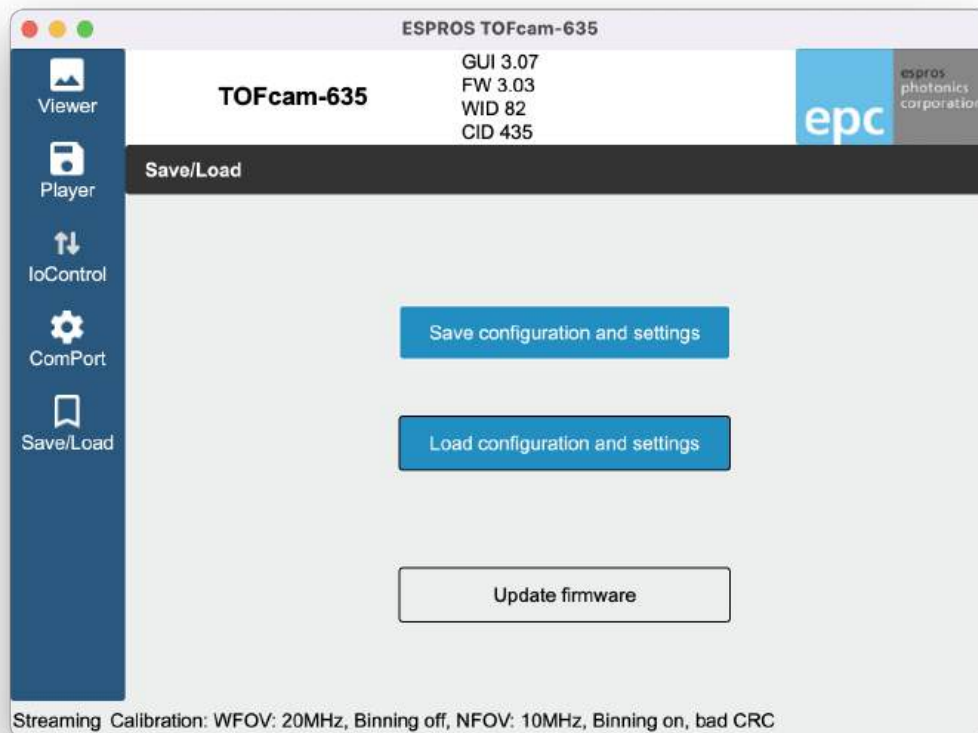 ESPROS TOFcam-635
Viewer
Player
IoControl
ComPort
Save/Load
TOFcam-635
GUI 3.07
FW 3.03
WID 82
CID 435
epc
espros
photonics
corporation
Save/Load
Save configuration and settings
Load configuration and settings
Update firmware
Streaming Calibration: WFOV: 20MHz, Binning off, NFOV: 10MHz, Binning on, bad CRC